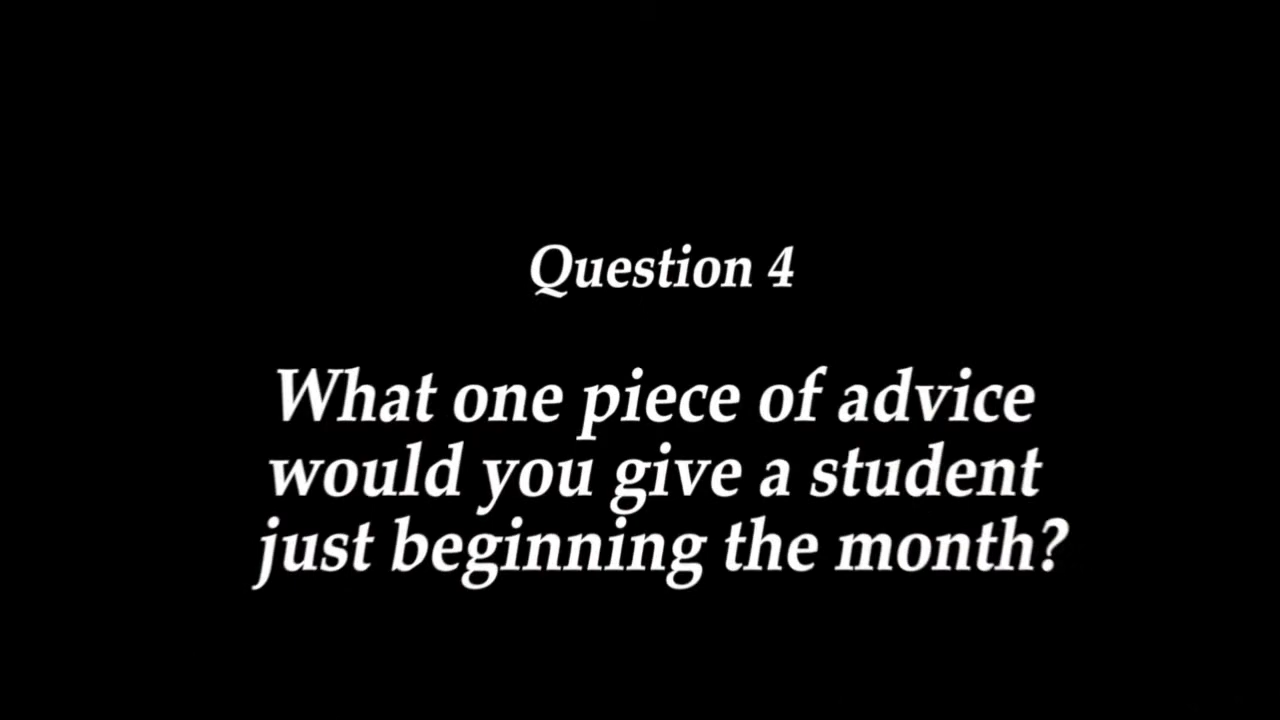 Question 4
What one piece of advice
would you give a student
just beginning the month?